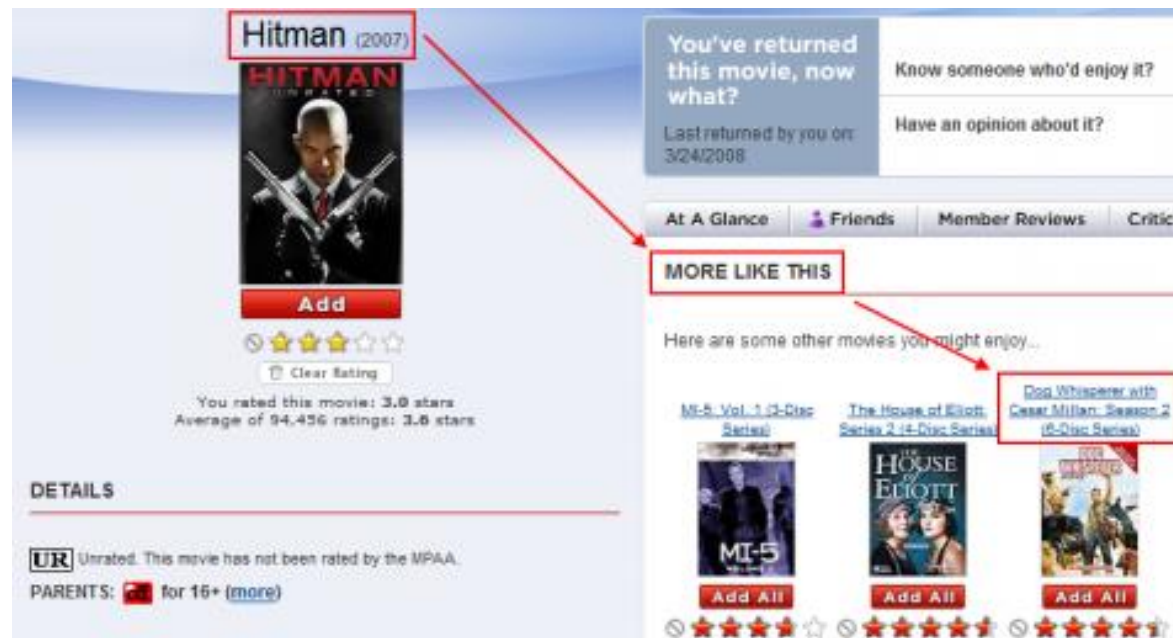 Hitman (2007)
HITMAN
UNRATED
Add
Clear Rating
You rated this movie: 3.0 stars
Average of 94,456 ratings: 3.6 stars
DETAILS
UR Unrated. This movie has not been rated by the MPAA.
PARENTS: off for 16+ (more)
You've returned
this movie, now
what?
Last returned by you on:
3/24/2008
Know someone who'd enjoy it?
Have an opinion about it?
At A Glance
Friends
Member Reviews
Critic
MORE LIKE THIS
Here are some other movies you might enjoy...
MI-5: Vol. 1 (3-Disc
Series)
The House of Eliott:
Series 2 (4-Disc Series)
Dog Whisperer with
Cesar Millan: Season 2
(6-Disc Series)
MI-5
THE
HOUSE
of
ELIOTT
DOG
WHISPERER
Add All
Add All
Add All